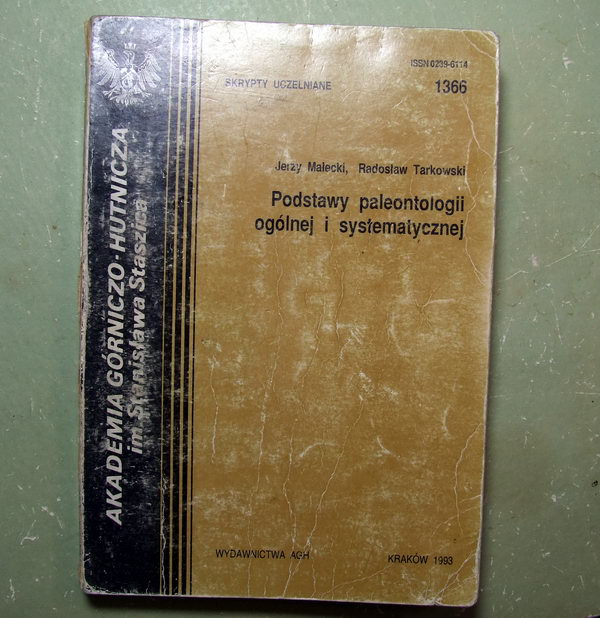 ISSN 0239-6114
SKRYPTY UCZELNIANE 1366
Jerzy Małecki, Radosław Tarkowski
Podstawy paleontologii
ogólnej i systematycznej
WYDAWNICTWA AGH KRAKÓW 1993
AKADEMIA GÓRNICZO-HUTNICZA
im. Stanisława Staszica